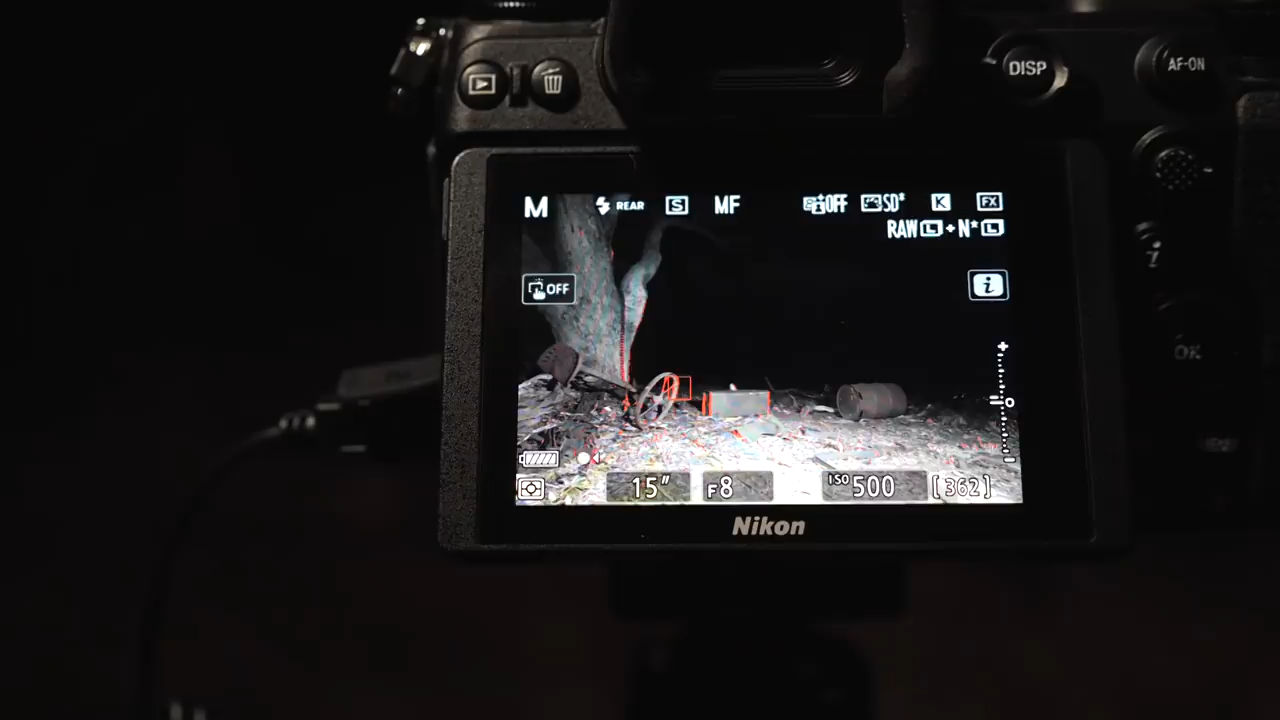 DISP
AF-ON
M
REAR
S
MF
OFF
SD*
K
FX
RAW L + N* L
OFF
i
i
OK
15"
F8
ISO 500
[362]
Nikon